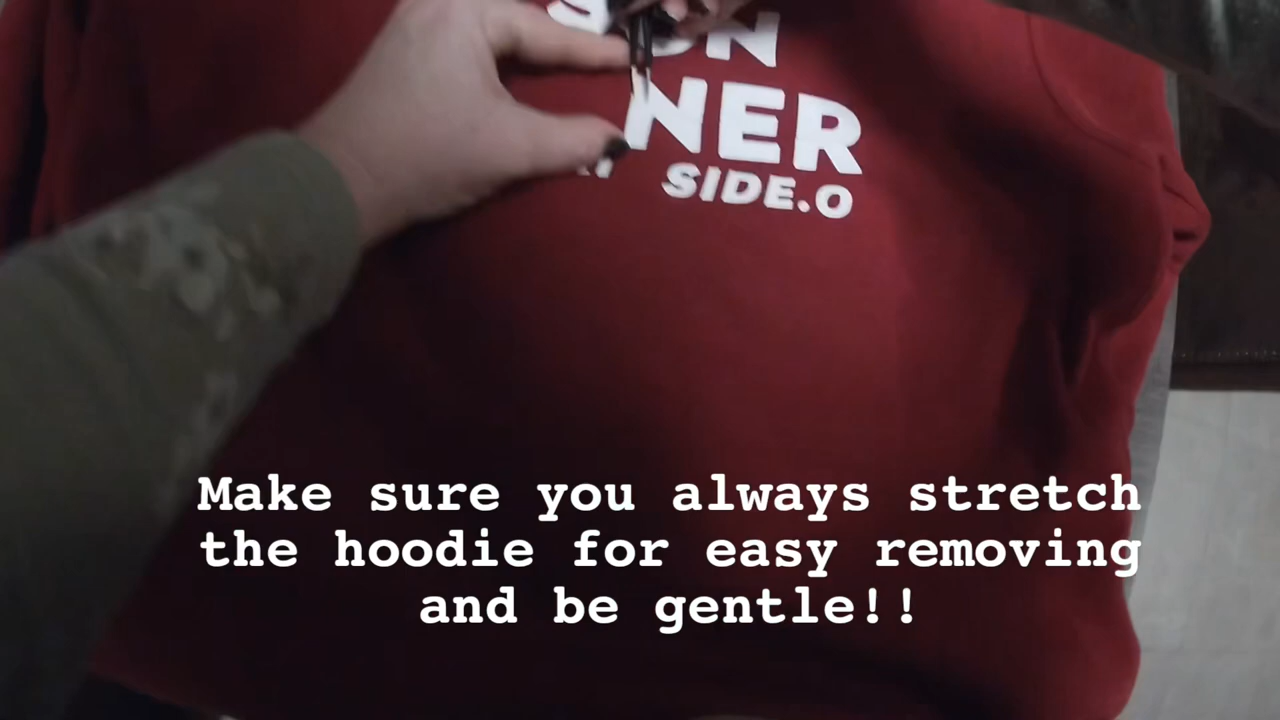 NER
SIDE.O
Make sure you always stretch
the hoodie for easy removing
and be gentle!!